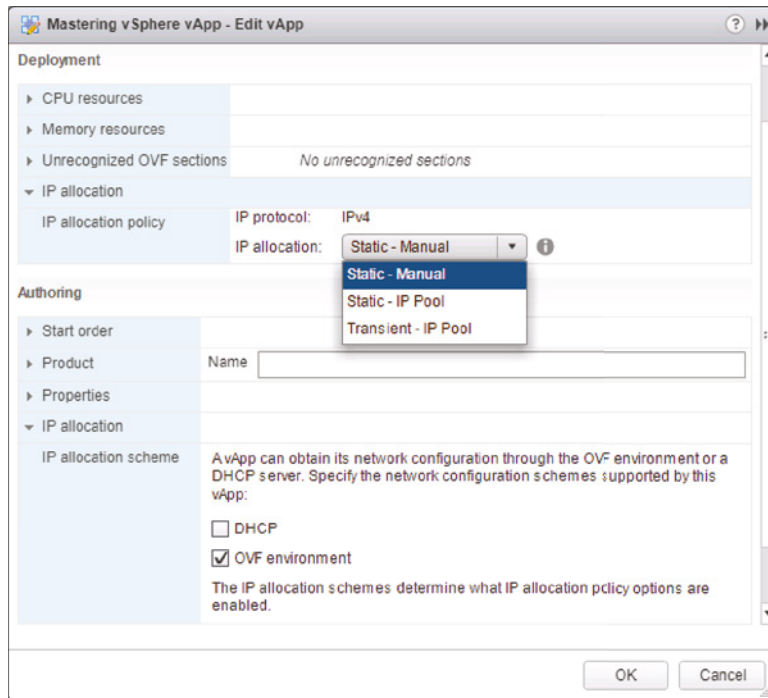 Mastering vSphere vApp - Edit vApp
Deployment
CPU resources
Memory resources
Unrecognized OVF sections No unrecognized sections
IP allocation
IP allocation policy IP protocol: IPv4
IP allocation: Static - Manual
Static - Manual
Static - IP Pool
Transient - IP Pool
Authoring
Start order
Product Name
Properties
IP allocation
IP allocation scheme A vApp can obtain its network configuration through the OVF environment or a
DHCP server. Specify the network configuration schemes supported by this
vApp:
DHCP
OVF environment
The IP allocation schemes determine what IP allocation policy options are
enabled.
OK Cancel